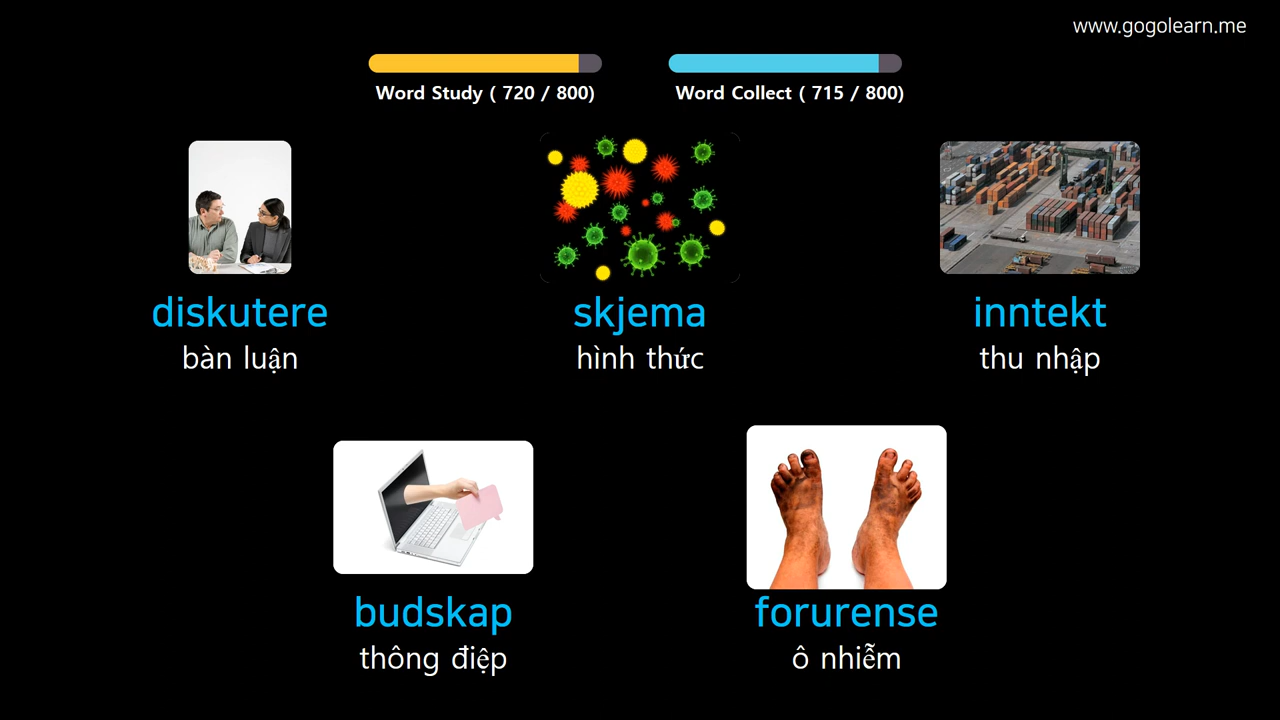 www.gogolearn.me
Word Study ( 720 / 800)
Word Collect ( 715 / 800)
diskutere
bàn luận
skjema
hình thức
inntekt
thu nhập
budskap
thông điệp
forurense
ô nhiễm